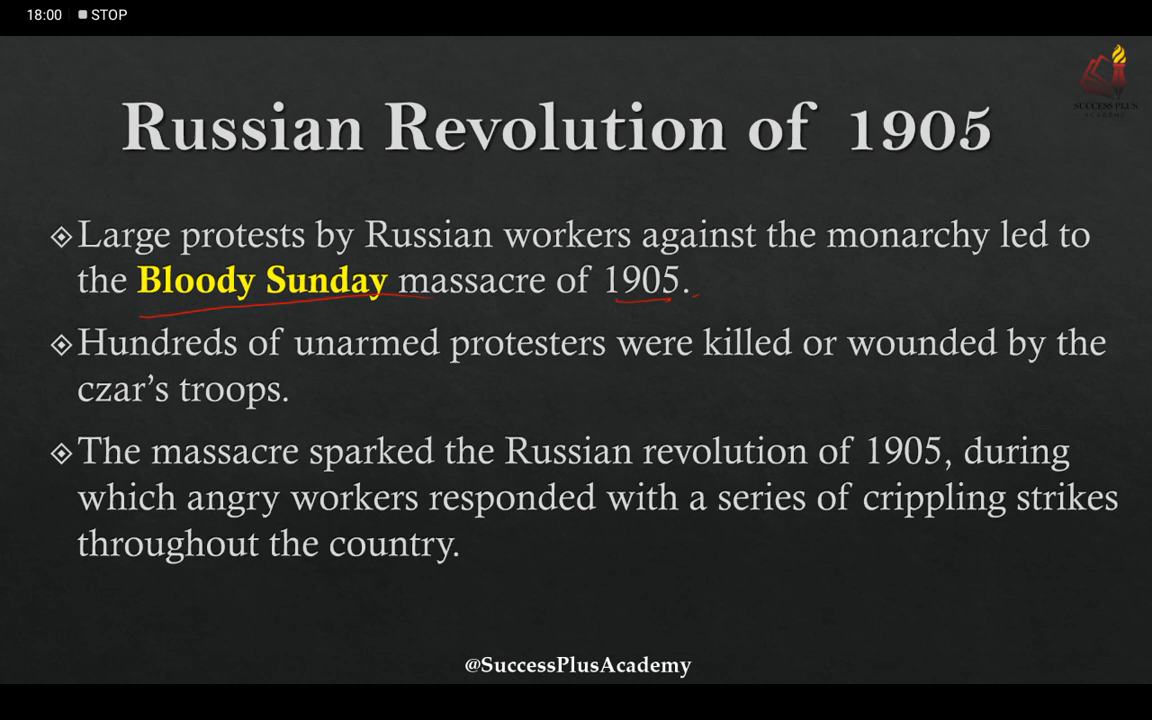 18:00 STOP
SUCCESS PLUS
ACADEMY
Russian Revolution of 1905
Large protests by Russian workers against the monarchy led to
the Bloody Sunday massacre of 1905.
Hundreds of unarmed protesters were killed or wounded by the
czar's troops.
The massacre sparked the Russian revolution of 1905, during
which angry workers responded with a series of crippling strikes
throughout the country.
@SuccessPlusAcademy